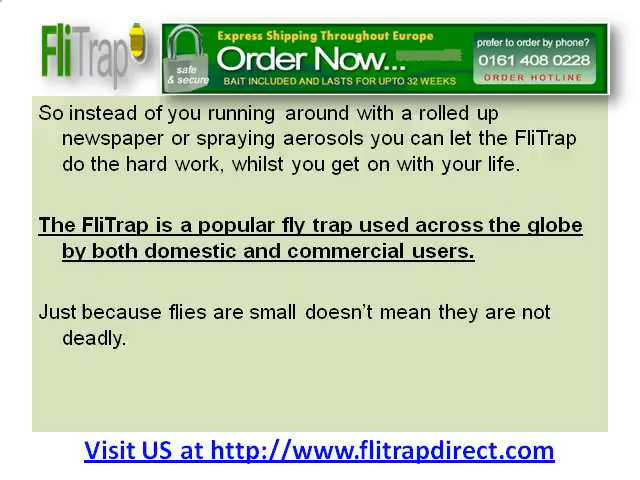 FliTrap
Express Shipping Throughout Europe
Order Now...
BAIT INCLUDED AND LASTS FOR UPTO 32 WEEKS
safe
& secure
prefer to order by phone?
0161 408 0228
ORDER HOTLINE
So instead of you running around with a rolled up
newspaper or spraying aerosols you can let the FliTrap
do the hard work, whilst you get on with your life.
The FliTrap is a popular fly trap used across the globe
by both domestic and commercial users.
Just because flies are small doesn't mean they are not
deadly.
Visit US at http://www.flitrapdirect.com